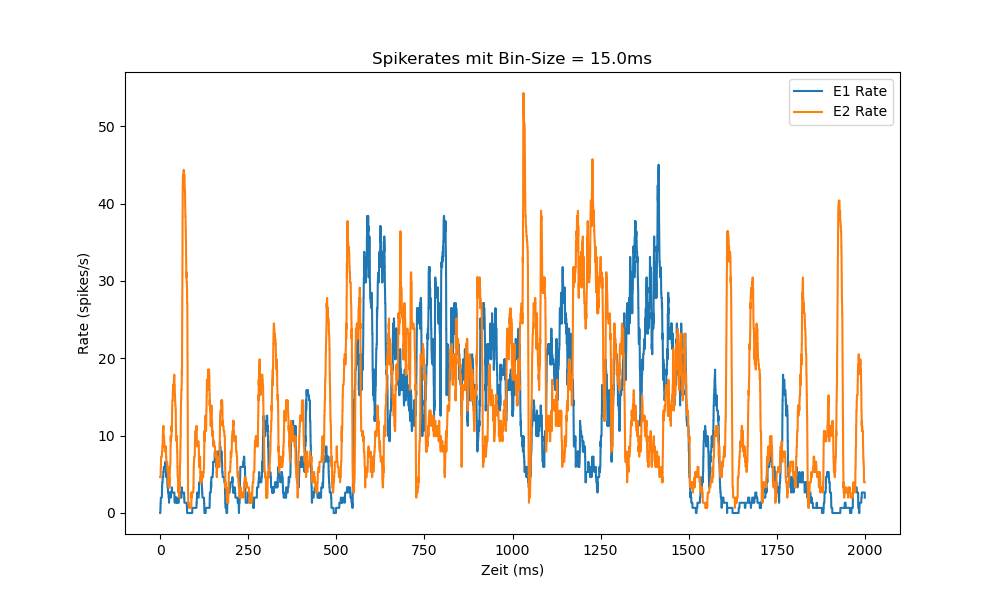 Spikerates mit Bin-Size = 15.0ms
E1 Rate
E2 Rate
Rate (spikes/s)
50
40
30
20
10
0
0 250 500 750 1000 1250 1500 1750 2000
Zeit (ms)